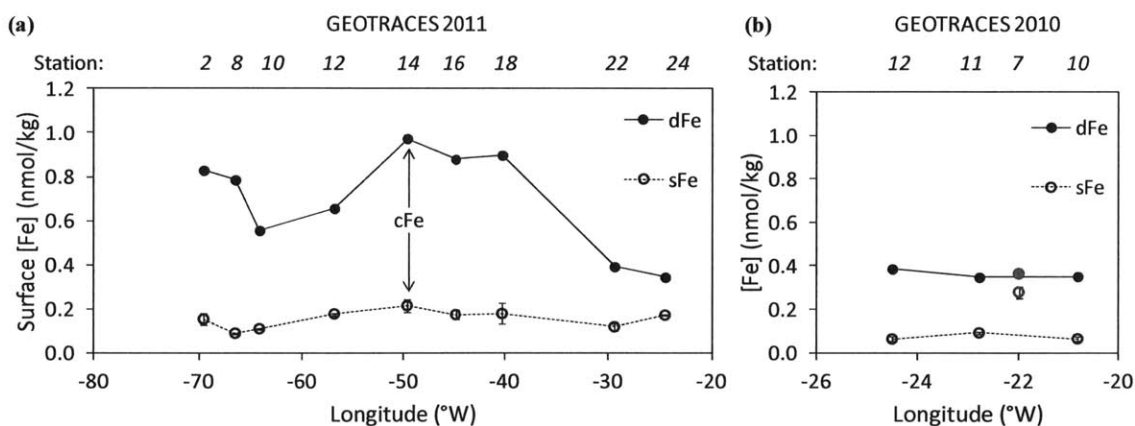 (a) GEOTRACES 2011
Station: 2 8 10 12 14 16 18 22 24
Surface [Fe] (nmol/kg)
1.2
1.0
0.8
0.6
0.4
0.2
0.0
dFe
sFe
cFe
-80 -70 -60 -50 -40 -30 -20
Longitude (°W)
(b) GEOTRACES 2010
Station: 12 11 7 10
[Fe] (nmol/kg)
1.2
1.0
0.8
0.6
0.4
0.2
0.0
dFe
sFe
-26 -24 -22 -20
Longitude (°W)